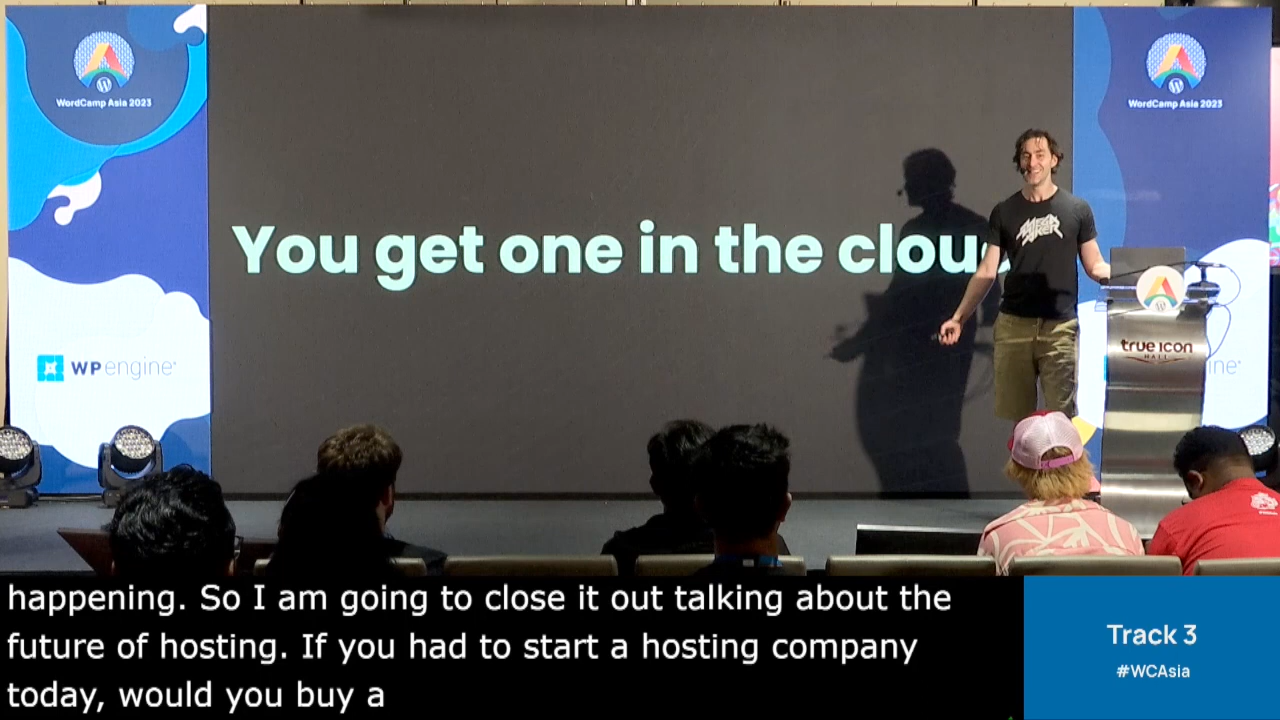 WordCamp Asia 2023
WordCamp Asia 2023
You get one in the cloud
WP engine
true icon
HALL
ine
happening. So I am going to close it out talking about the
future of hosting. If you had to start a hosting company
today, would you buy a
Track 3
#WCAsia